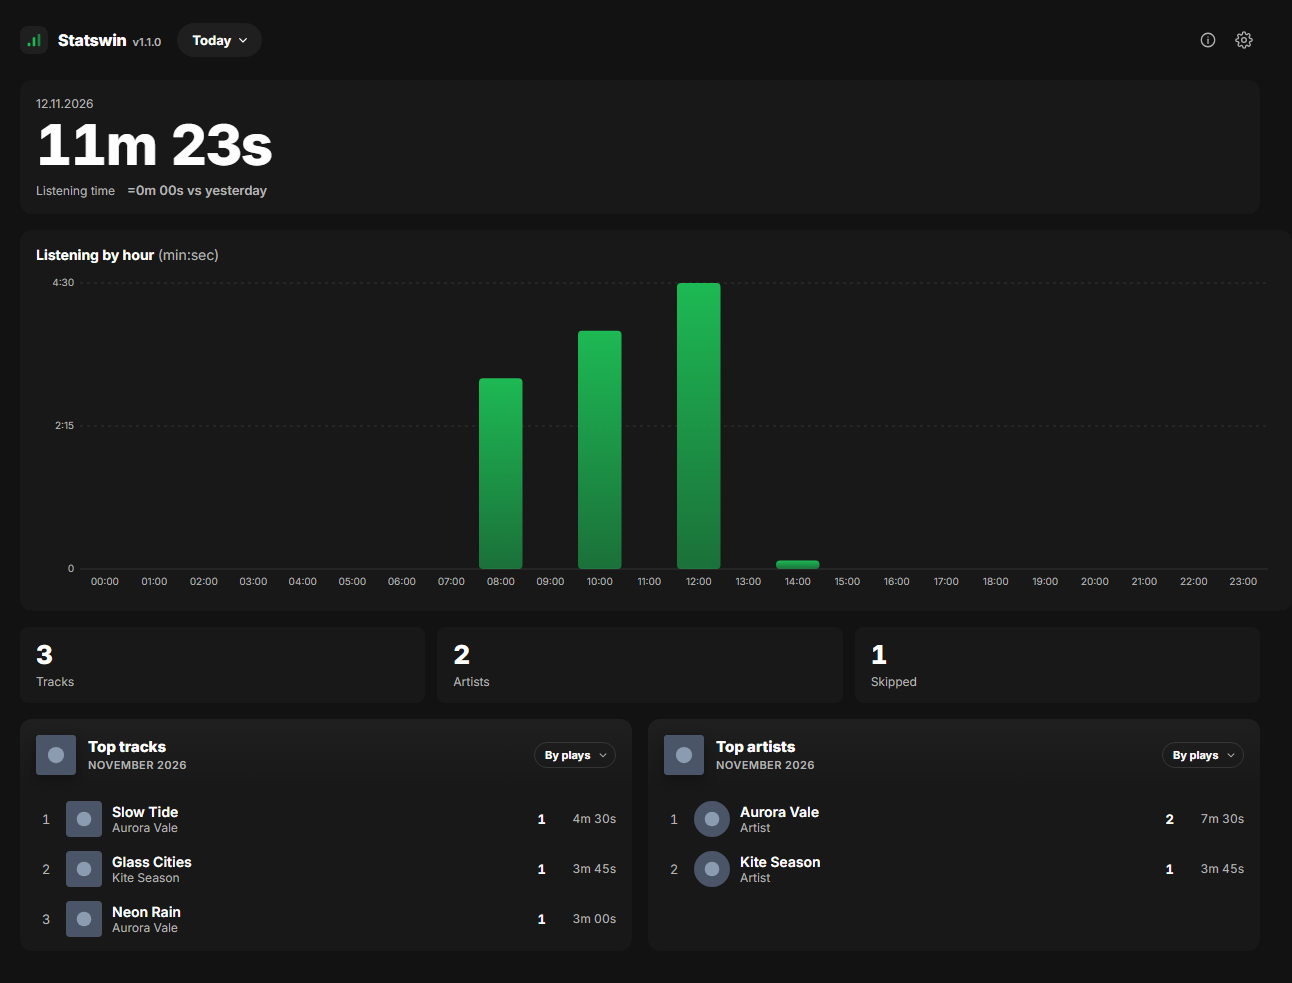 Statswin v1.1.0 Today
12.11.2026
11m 23s
Listening time =0m 00s vs yesterday
Listening by hour (min:sec)
4:30
2:15
0
00:00 01:00 02:00 03:00 04:00 05:00 06:00 07:00 08:00 09:00 10:00 11:00 12:00 13:00 14:00 15:00 16:00 17:00 18:00 19:00 20:00 21:00 22:00 23:00
3
Tracks
2
Artists
1
Skipped
Top tracks
NOVEMBER 2026
By plays
1 Slow Tide 1 4m 30s
Aurora Vale
2 Glass Cities 1 3m 45s
Kite Season
3 Neon Rain 1 3m 00s
Aurora Vale
Top artists
NOVEMBER 2026
By plays
1 Aurora Vale 2 7m 30s
Artist
2 Kite Season 1 3m 45s
Artist